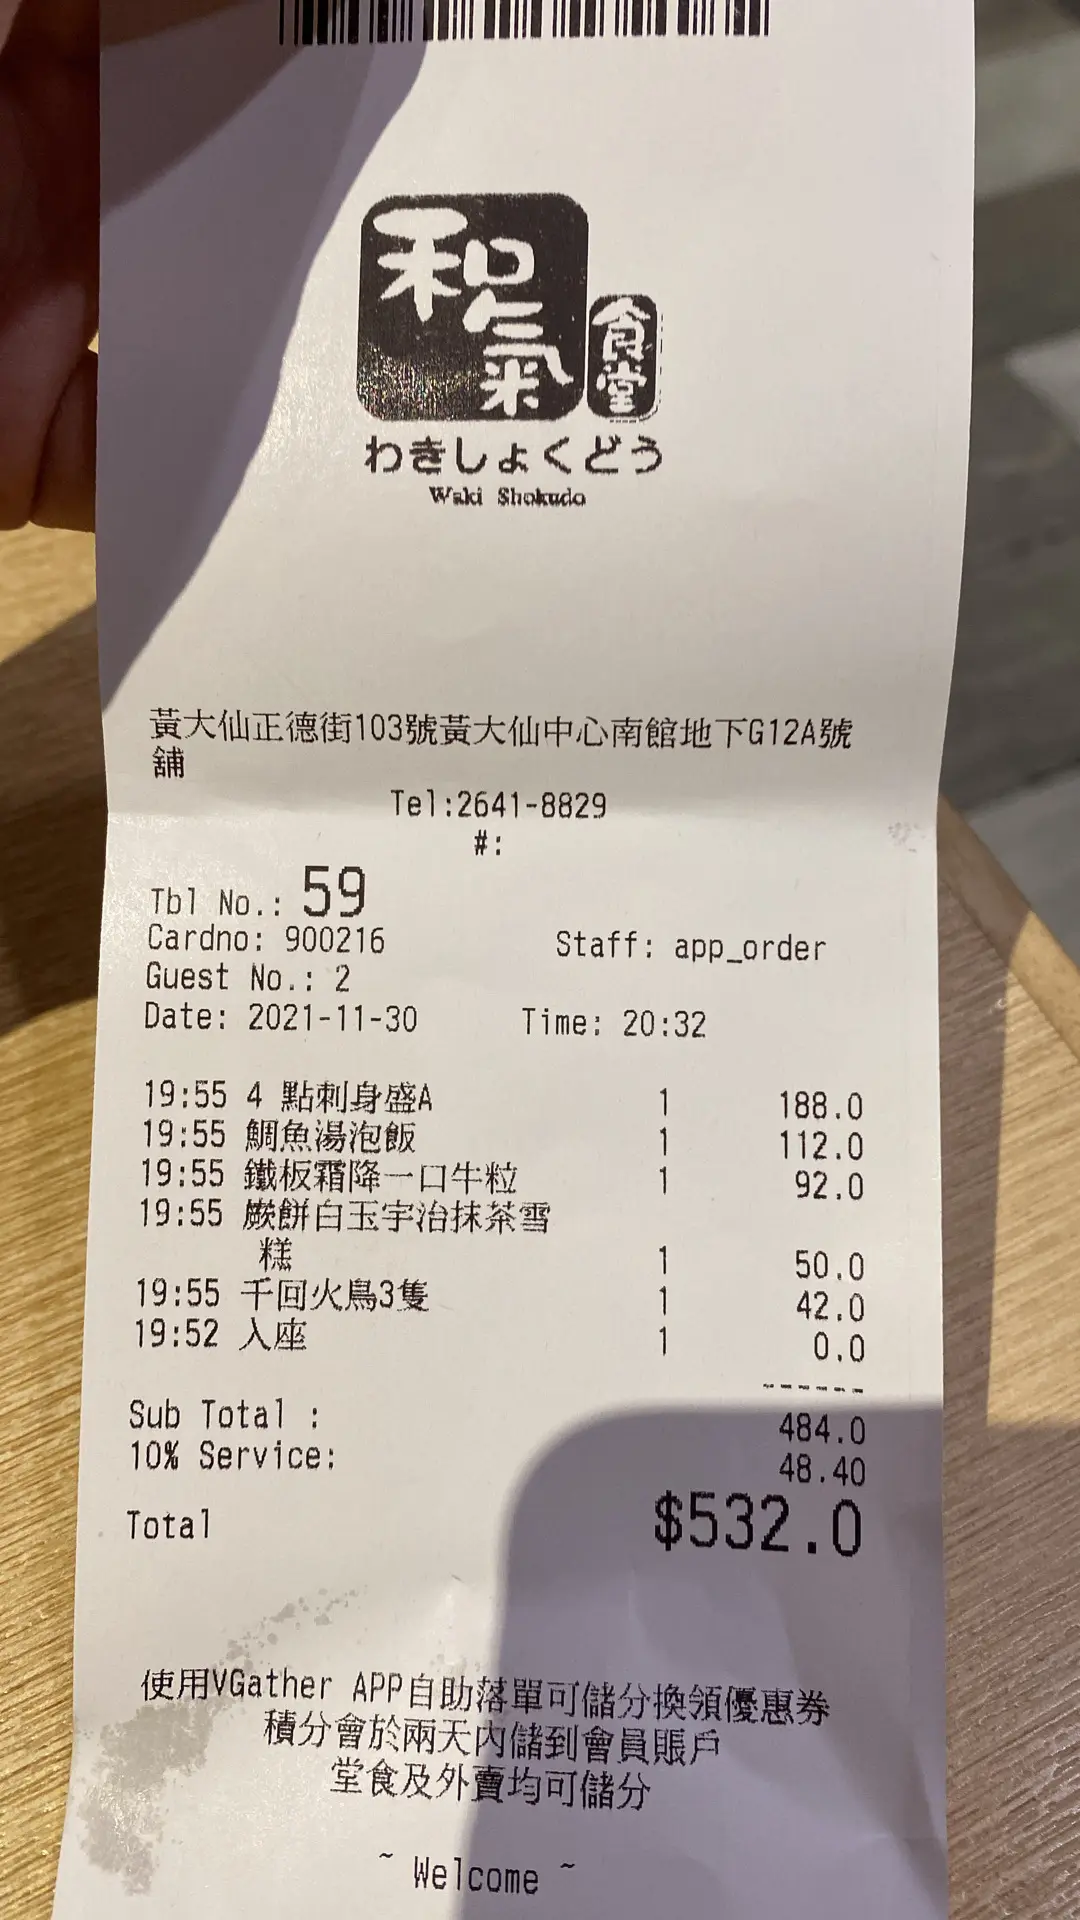 和氣
食堂
わきしょくどう
Waki Shokudo
黃大仙正德街103號黃大仙中心南館地下G12A號
舖
Tel:2641-8829
#:
Tbl No.: 59
Cardno: 900216 Staff: app_order
Guest No.: 2
Date: 2021-11-30 Time: 20:32
19:55 4 點刺身盛A 1 188.0
19:55 鯛魚湯泡飯 1 112.0
19:55 鐵板霜降一口牛粒 1 92.0
19:55 蕨餅白玉宇治抹茶雪
糕 1 50.0
19:55 千回火鳥3隻 1 42.0
19:52 入座 1 0.0
------
Sub Total : 484.0
10% Service: 48.40
Total $532.0
使用VGather APP自助落單可儲分換領優惠券
積分會於兩天內儲到會員賬戶
堂食及外賣均可儲分
~ Welcome ~